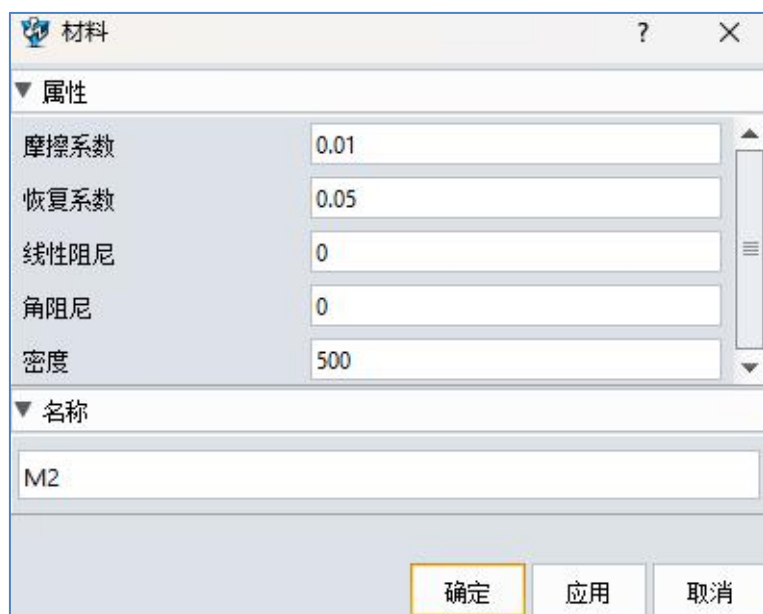 材料
?
属性
摩擦系数 0.01
恢复系数 0.05
线性阻尼 0
角阻尼 0
密度 500
名称
M2
确定 应用 取消